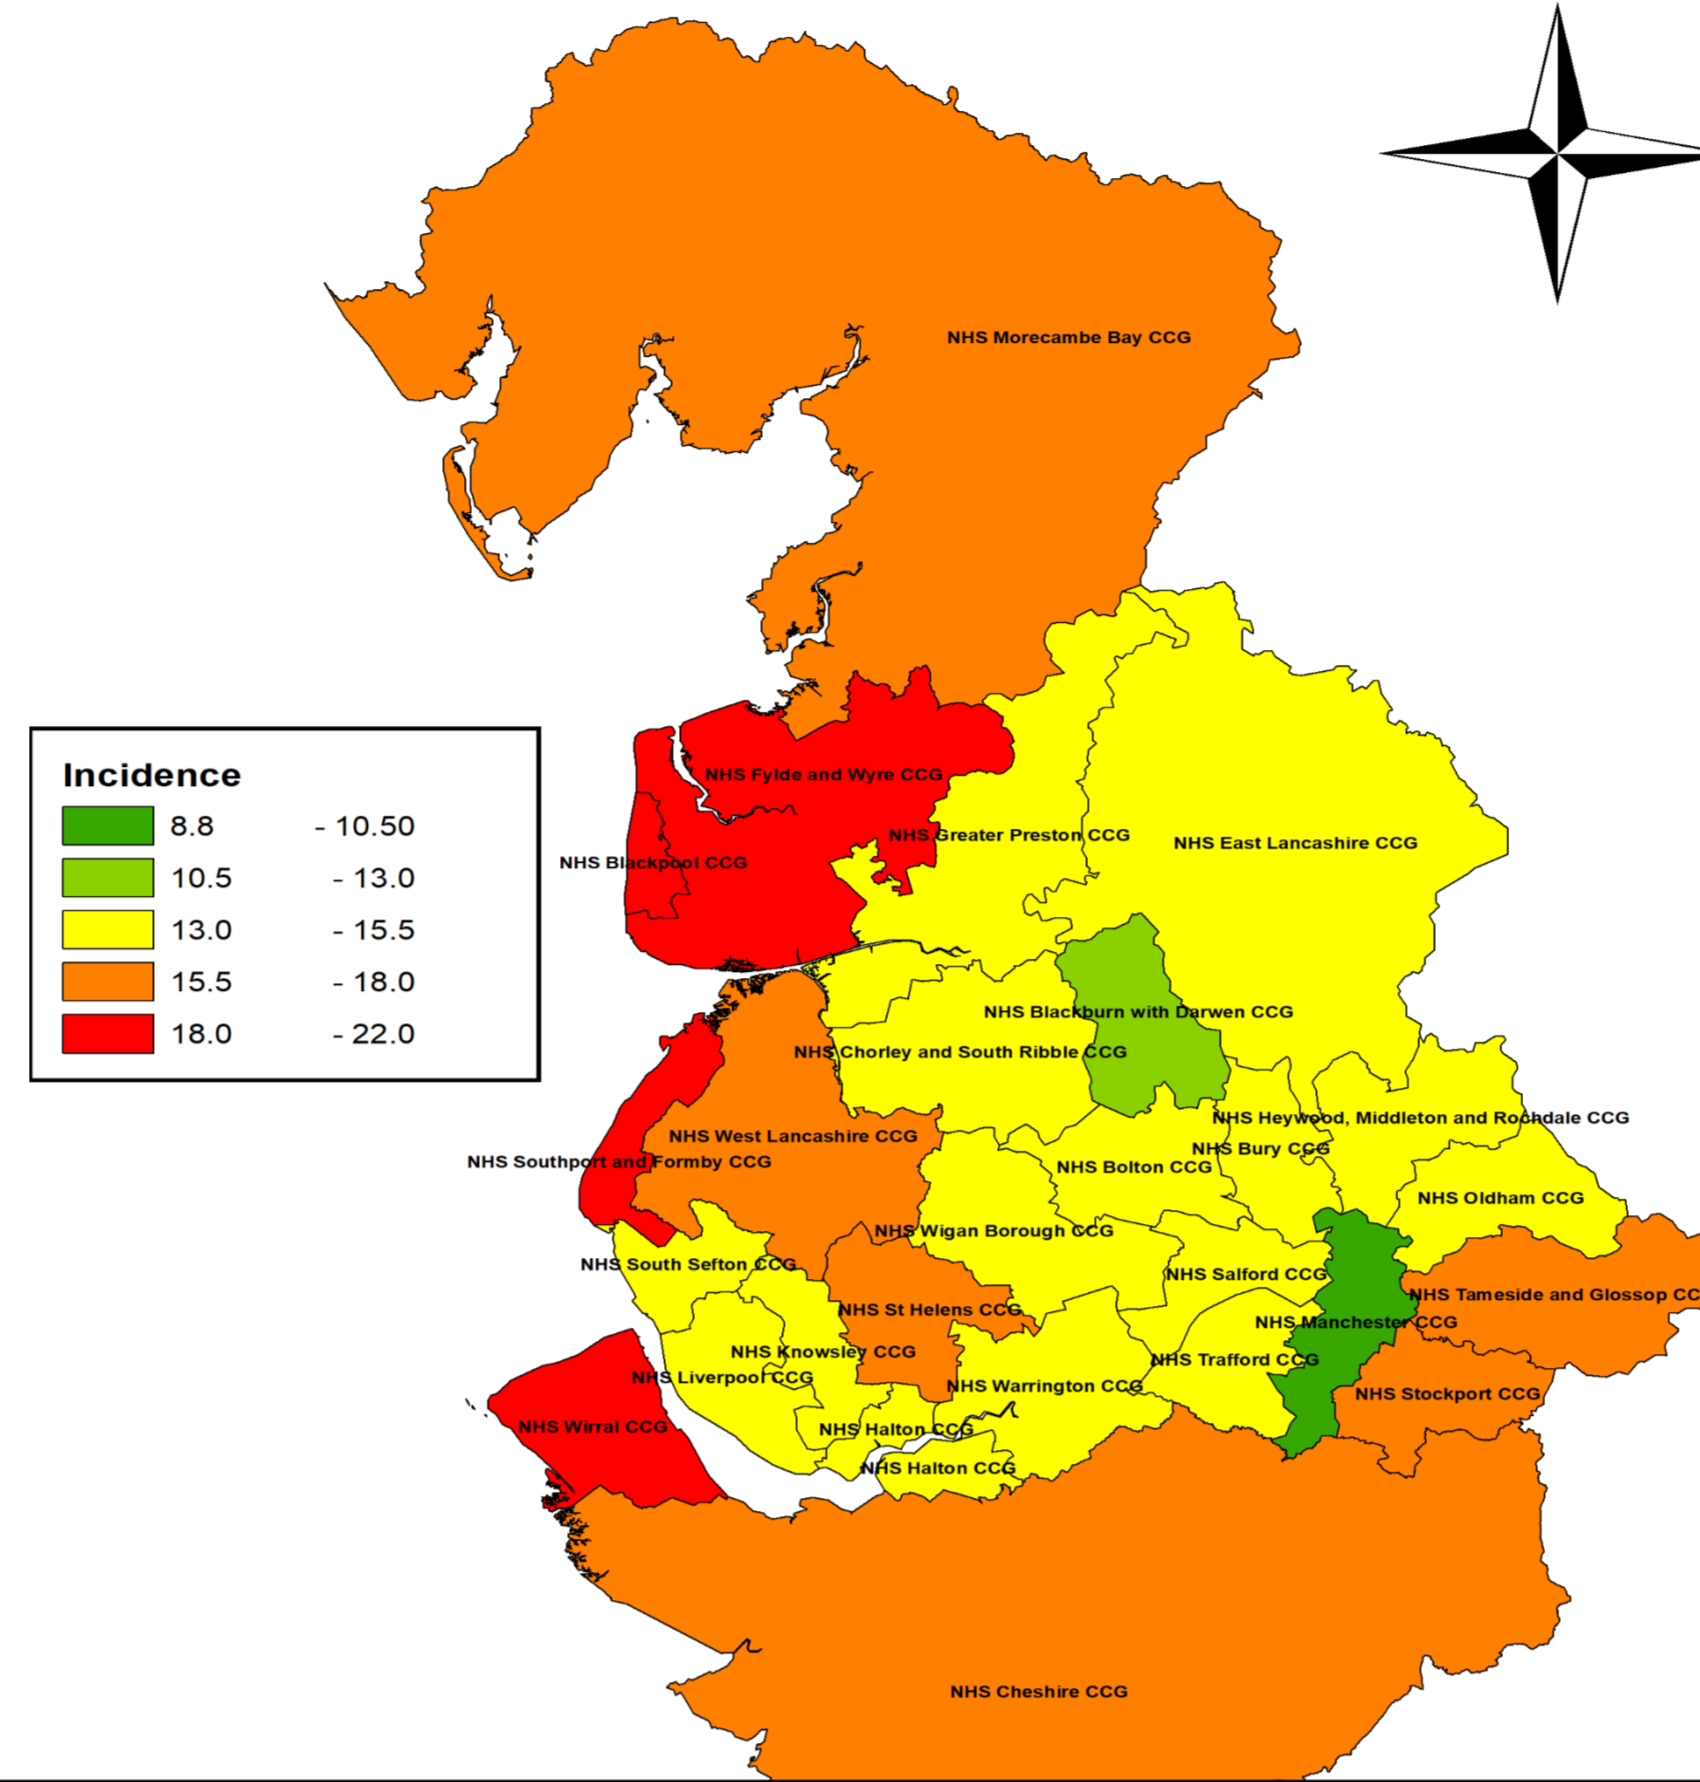 NHS Morecambe Bay CCG
Incidence
8.8 - 10.50
10.5 - 13.0
13.0 - 15.5
15.5 - 18.0
18.0 - 22.0
NHS Fylde and Wyre CCG
NHS Greater Preston CCG
NHS East Lancashire CCG
NHS Blackpool CCG
NHS Blackburn with Darwen CCG
NHS Chorley and South Ribble CCG
NHS Heywood, Middleton and Rochdale CCG
NHS West Lancashire CCG
NHS Bury CCG
NHS Southport and Formby CCG
NHS Bolton CCG
NHS Oldham CCG
NHS Wigan Borough CCG
NHS South Sefton CCG
NHS Salford CCG
NHS Tameside and Glossop CC
NHS St Helens CCG
NHS Manchester CCG
NHS Knowsley CCG
NHS Trafford CCG
NHS Liverpool CCG
NHS Warrington CCG
NHS Stockport CCG
NHS Wirral CCG
NHS Halton CCG
NHS Halton CCG
NHS Cheshire CCG